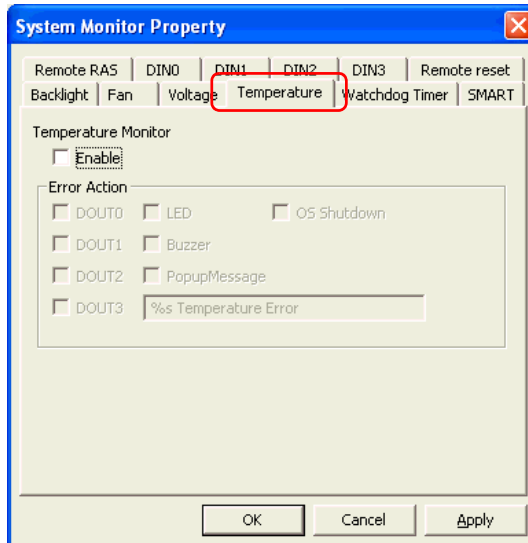 System Monitor Property
Remote RAS DIN0 DIN1 DIN2 DIN3 Remote reset
Backlight Fan Voltage Temperature Watchdog Timer SMART
Temperature Monitor
Enable
Error Action
DOUT0 LED OS Shutdown
DOUT1 Buzzer
DOUT2 PopupMessage
DOUT3 %s Temperature Error
OK Cancel Apply